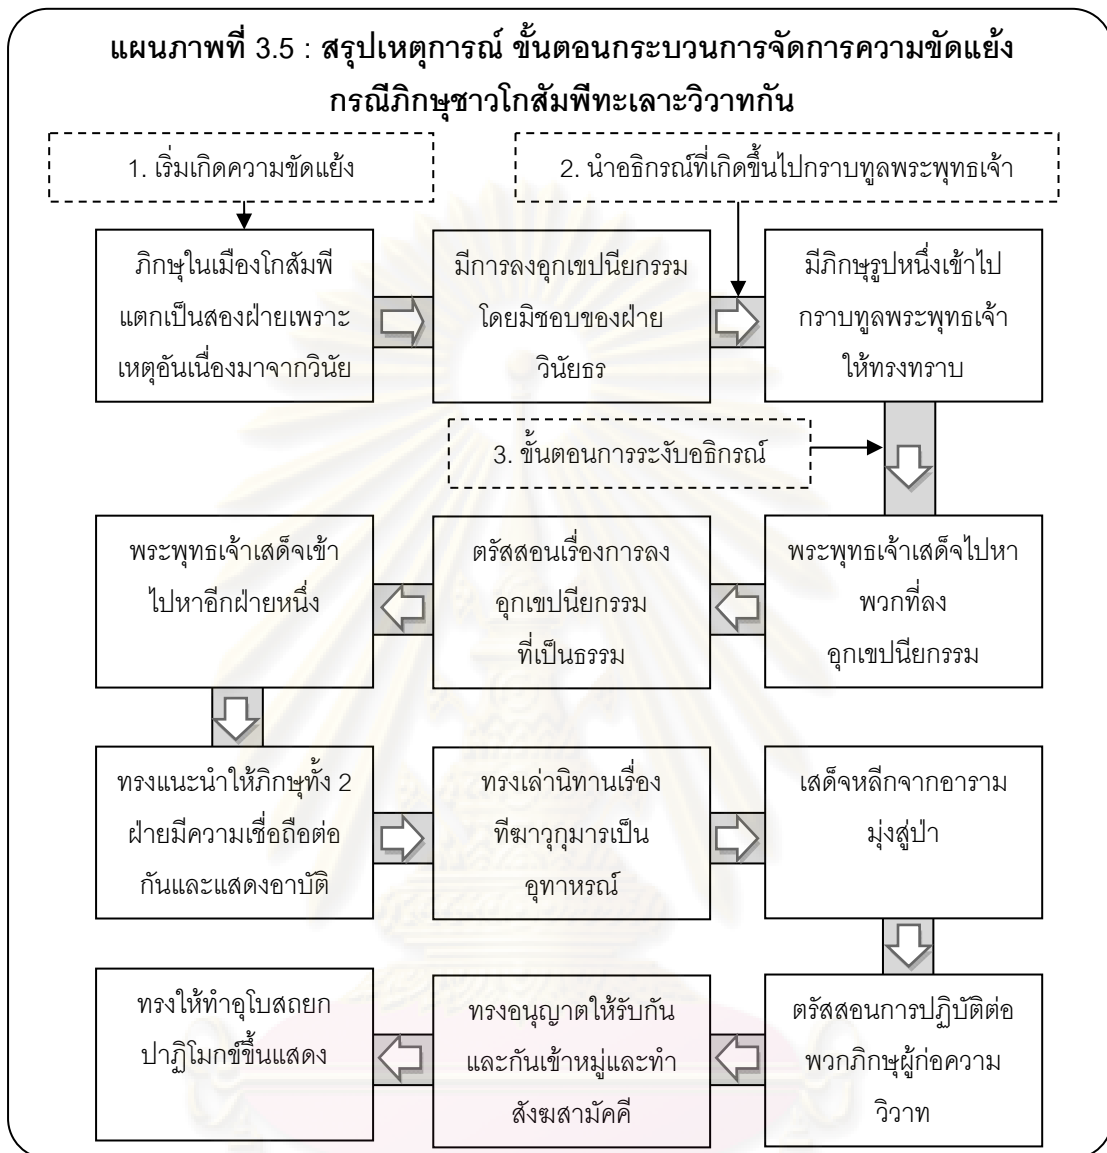 แผนภาพที่ 3.5 : สรุปเหตุการณ์ ขั้นตอนกระบวนการจัดการความขัดแย้ง
กรณีภิกษุชาวโกสัมพีทะเลาะวิวาทกัน
1. เริ่มเกิดความขัดแย้ง
2. นำอธิกรณ์ที่เกิดขึ้นไปกราบทูลพระพุทธเจ้า
ภิกษุในเมืองโกสัมพี
แตกเป็นสองฝ่ายเพราะ
เหตุอันเนื่องมาจากวินัย
มีการลงอุกเขปนียกรรม
โดยมิชอบของฝ่าย
วินัยธร
มีภิกษุรูปหนึ่งเข้าไป
กราบทูลพระพุทธเจ้า
ให้ทรงทราบ
3. ขั้นตอนการระงับอธิกรณ์
พระพุทธเจ้าเสด็จไปหา
พวกที่ลง
อุกเขปนียกรรม
ตรัสสอนเรื่องการลง
อุกเขปนียกรรม
ที่เป็นธรรม
พระพุทธเจ้าเสด็จเข้า
ไปหาอีกฝ่ายหนึ่ง
ทรงแนะนำให้ภิกษุทั้ง 2
ฝ่ายมีความเชื่อถือต่อ
กันและแสดงอาบัติ
ทรงเล่านิทานเรื่อง
ทีฆาวุกุมารเป็น
อุทาหรณ์
เสด็จหลีกจากอาราม
มุ่งสู่ป่า
ตรัสสอนการปฏิบัติต่อ
พวกภิกษุผู้ก่อความ
วิวาท
ทรงอนุญาตให้รับกัน
และกันเข้าหมู่และทำ
สังฆสามัคคี
ทรงให้ทำอุโบสถยก
ปาฏิโมกข์ขึ้นแสดง